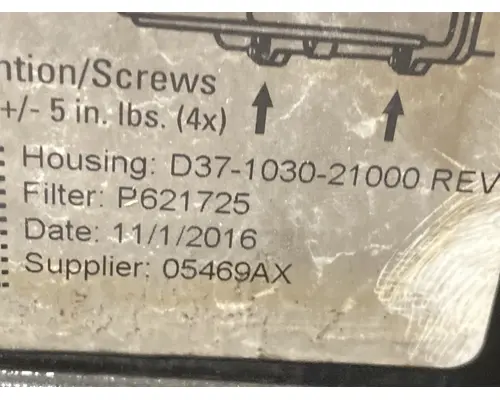 ntion/Screws
+/- 5 in. lbs. (4x)
Housing: D37-1030-21000 REV
Filter: P621725
Date: 11/1/2016
Supplier: 05469AX